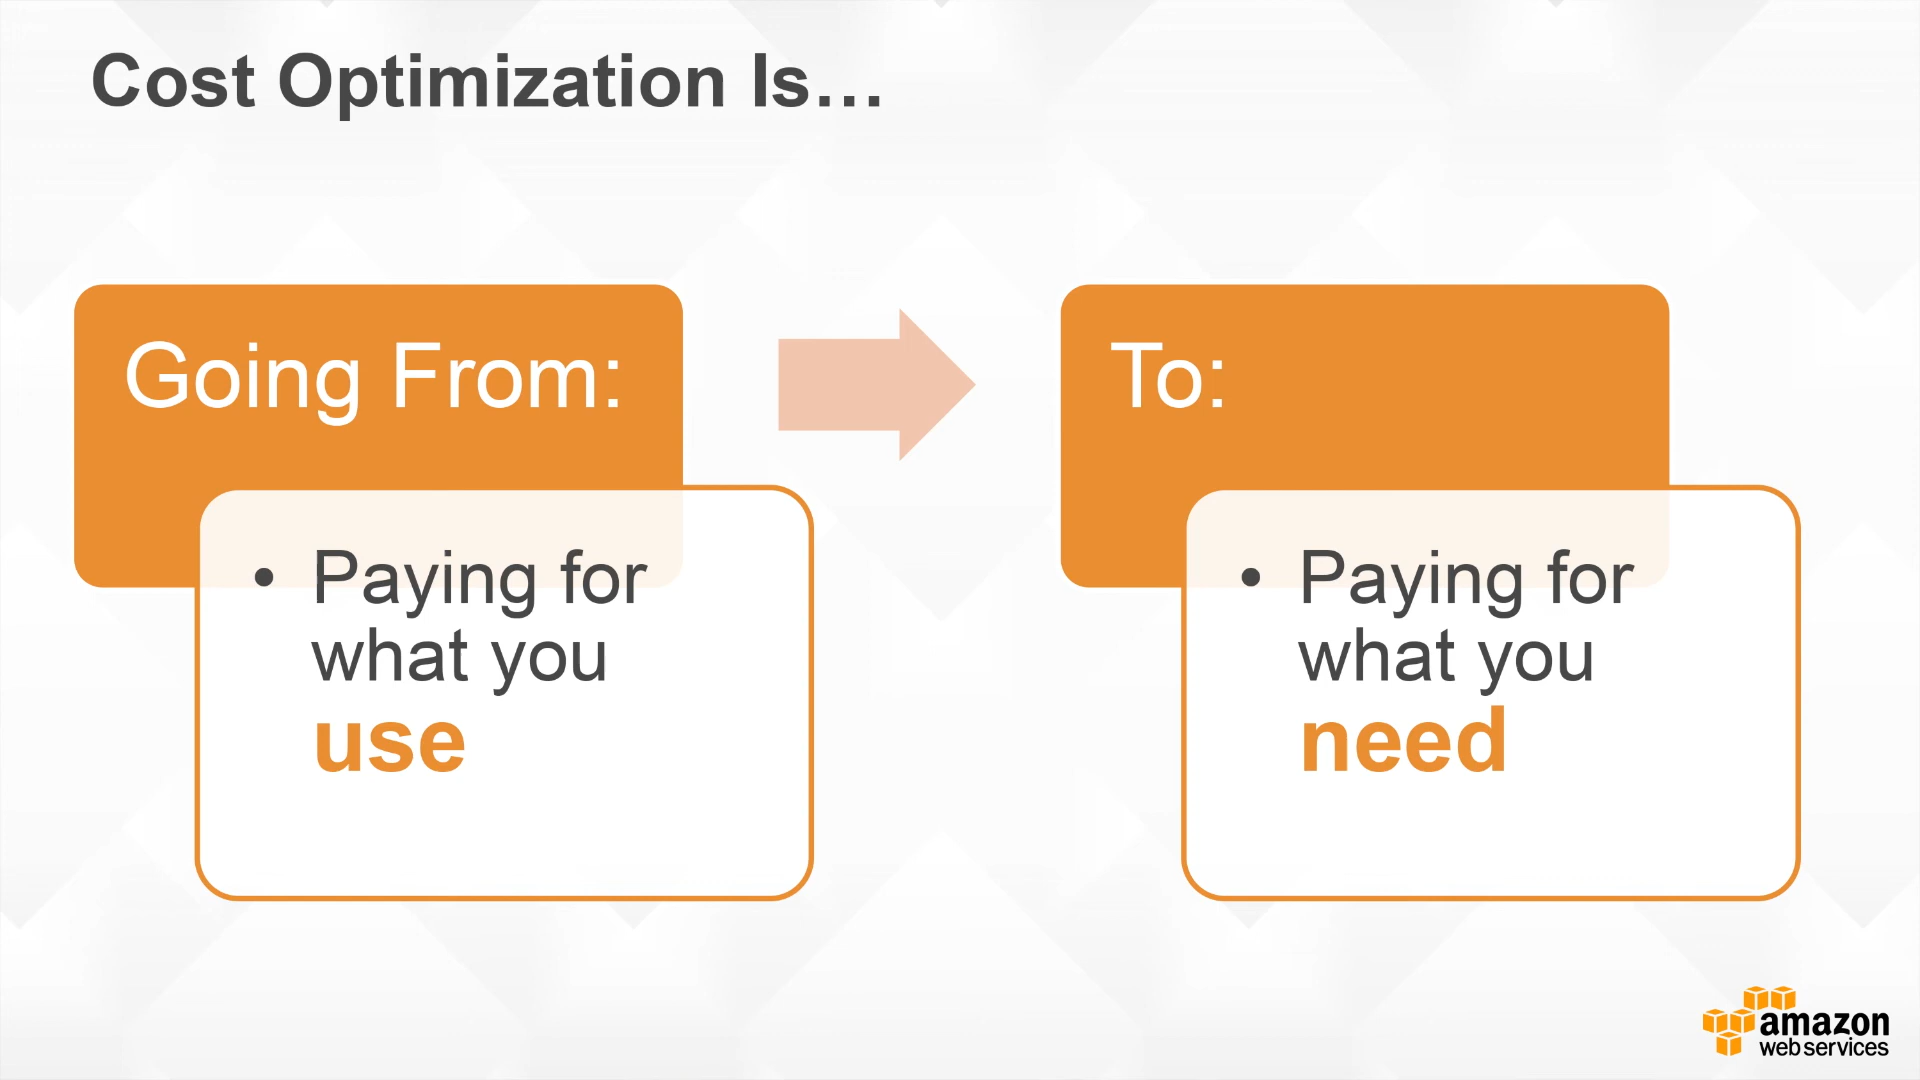 Cost Optimization Is…
Going From:
• Paying for
what you
use
To:
• Paying for
what you
need
amazon
web services